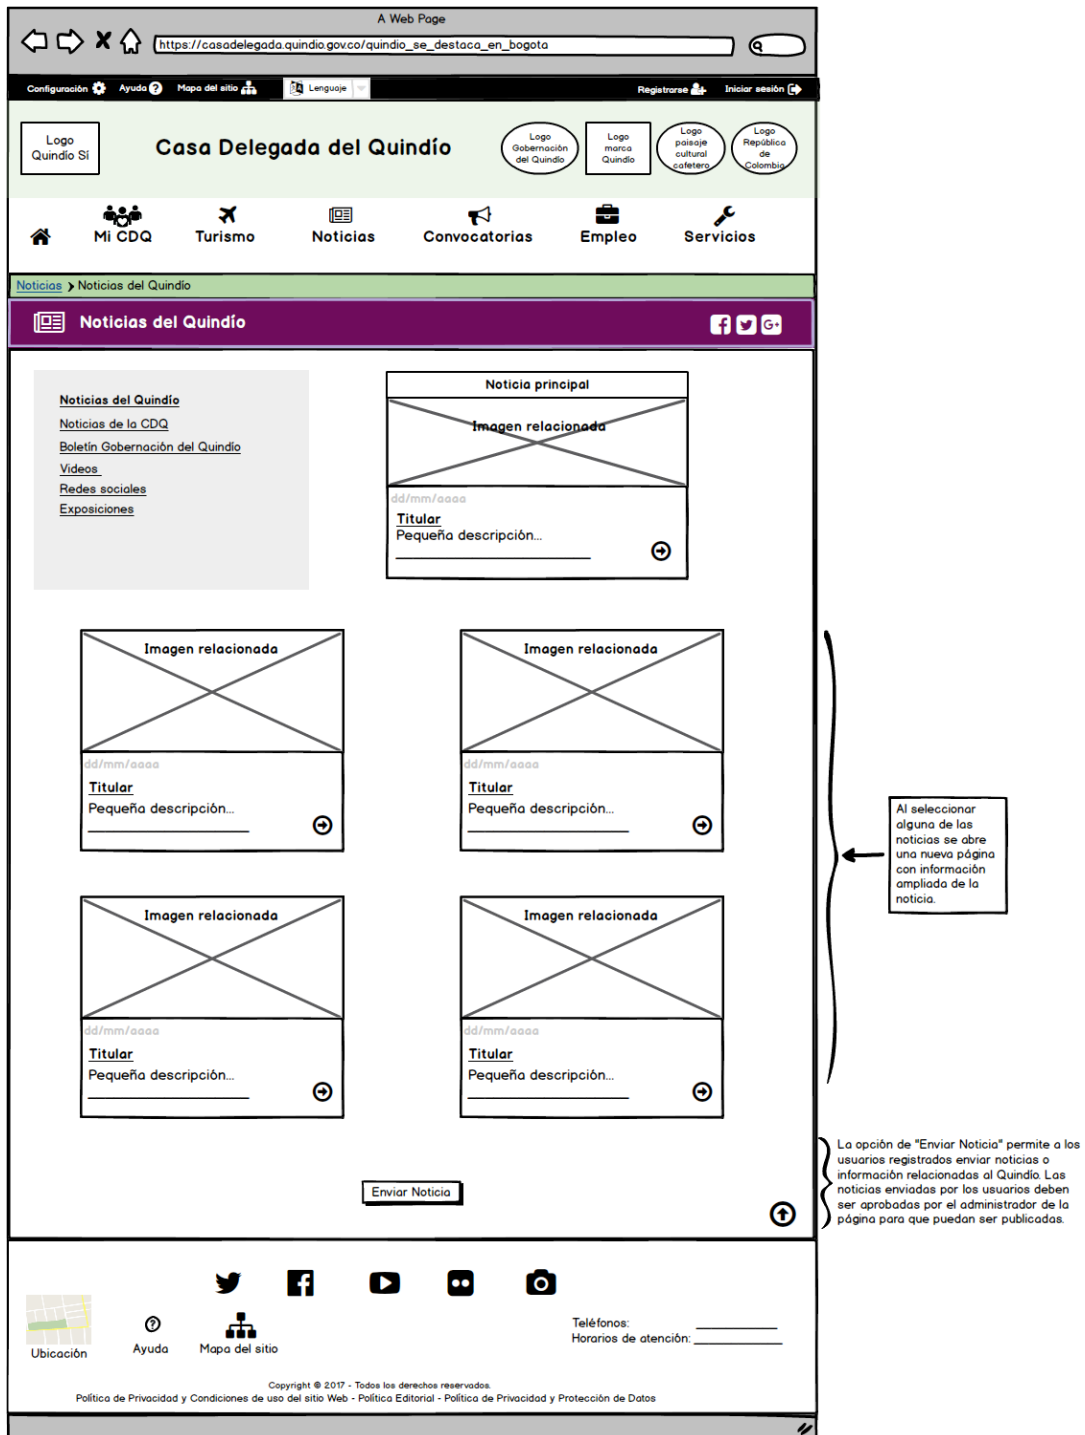 A Web Page
https://casadelegada.quindio.gov.co/quindio_se_destaca_en_bogota
Configuración Ayuda Mapa del sitio Lenguaje Registrarse Iniciar sesión
Logo
Quindío Sí
Casa Delegada del Quindío
Logo
Gobernación
del Quindío
Logo
marca
Quindío
Logo
paisaje
cultural
cafetero
Logo
República
de
Colombia
Mi CDQ
Turismo
Noticias
Convocatorias
Empleo
Servicios
Noticias Noticias del Quindío
Noticias del Quindío
Noticias del Quindío
Noticias de la CDQ
Boletín Gobernación del Quindío
Videos
Redes sociales
Exposiciones
Noticia principal
Imagen relacionada
dd/mm/aaaa
Titular
Pequeña descripción...
Imagen relacionada
dd/mm/aaaa
Titular
Pequeña descripción...
Imagen relacionada
dd/mm/aaaa
Titular
Pequeña descripción...
Al seleccionar
alguna de las
noticias se abre
una nueva página
con información
ampliada de la
noticia.
Imagen relacionada
dd/mm/aaaa
Titular
Pequeña descripción...
Imagen relacionada
dd/mm/aaaa
Titular
Pequeña descripción...
La opción de "Enviar Noticia" permite a los
usuarios registrados enviar noticias o
información relacionadas al Quindío. Las
noticias enviadas por los usuarios deben
ser aprobadas por el administrador de la
página para que puedan ser publicadas.
Enviar Noticia
Ubicación
Ayuda
Mapa del sitio
Teléfonos:
Horarios de atención:
Copyright © 2017 - Todos los derechos reservados.
Política de Privacidad y Condiciones de uso del sitio Web - Política Editorial - Política de Privacidad y Protección de Datos